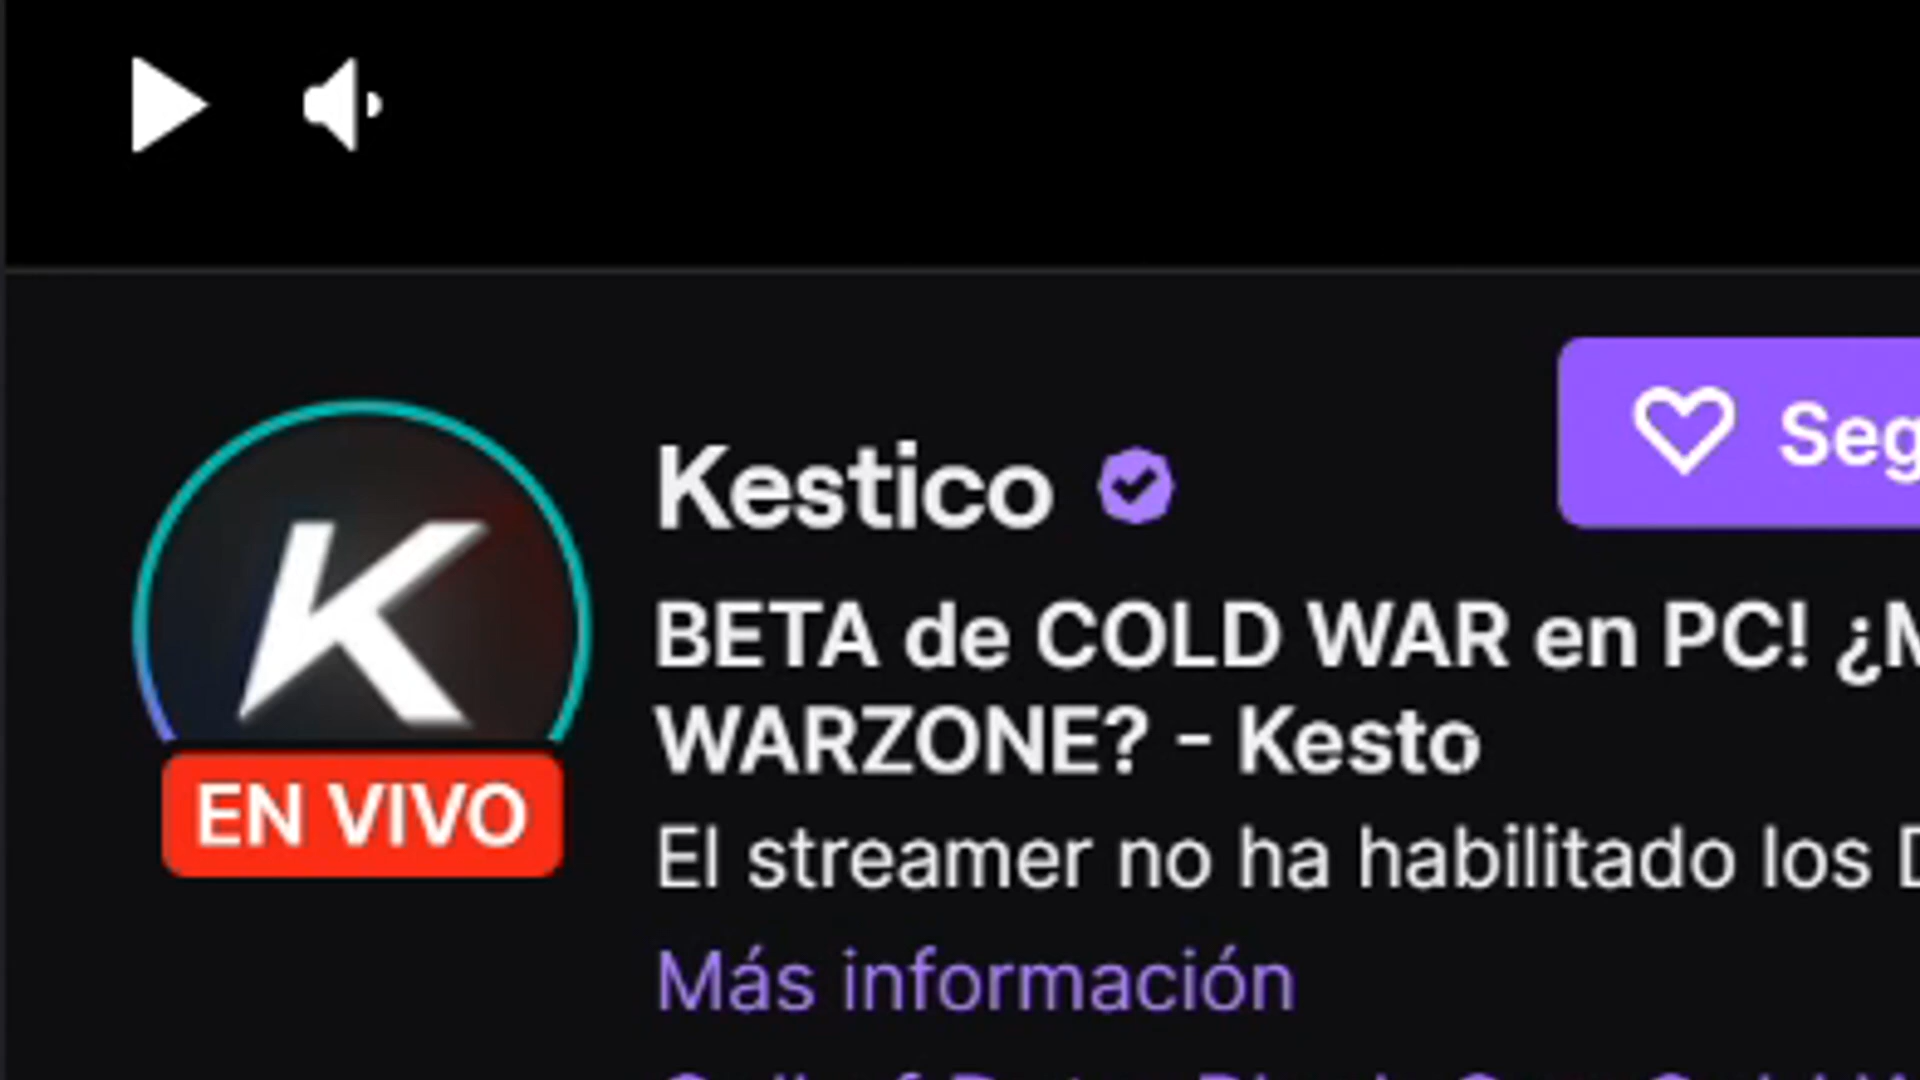 Seg
Kestico
K
BETA de COLD WAR en PC! ¿M
WARZONE? - Kesto
EN VIVO
El streamer no ha habilitado los D
Más información